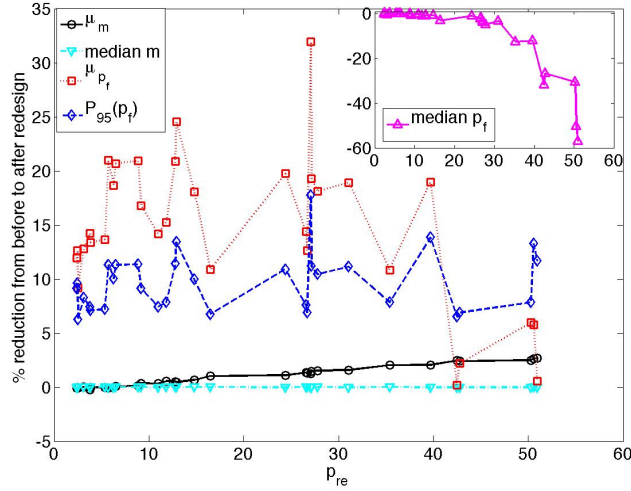 35
30
25
20
15
10
5
0
-5
% reduction from before to after redesign
0 10 20 30 40 50 60
p_re
μ_m
median m
μ_p_f
P_95(p_f)
0
-20
-40
-60
0 10 20 30 40 50 60
median p_f